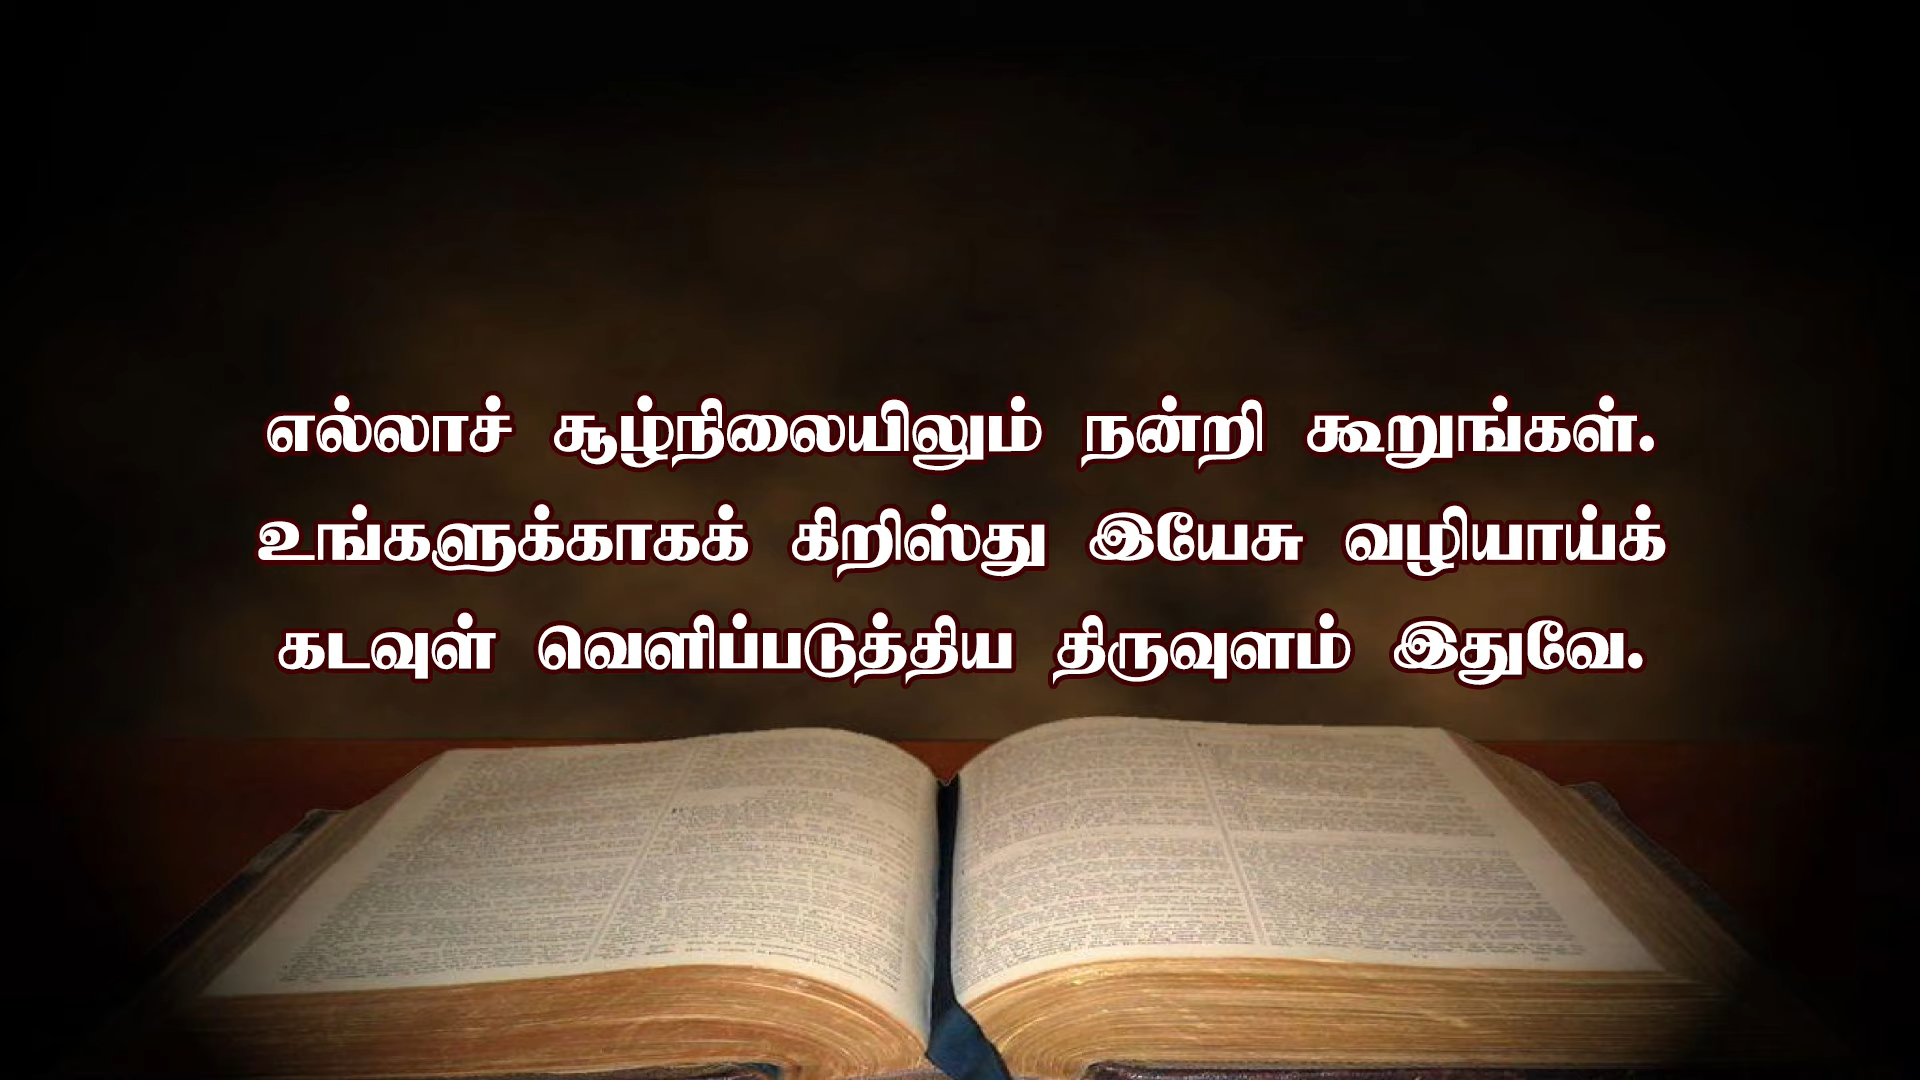 எல்லாச் சூழ்நிலையிலும் நன்றி கூறுங்கள்.
உங்களுக்காகக் கிறிஸ்து இயேசு வழியாய்க்
கடவுள் வெளிப்படுத்திய திருவுளம் இதுவே.